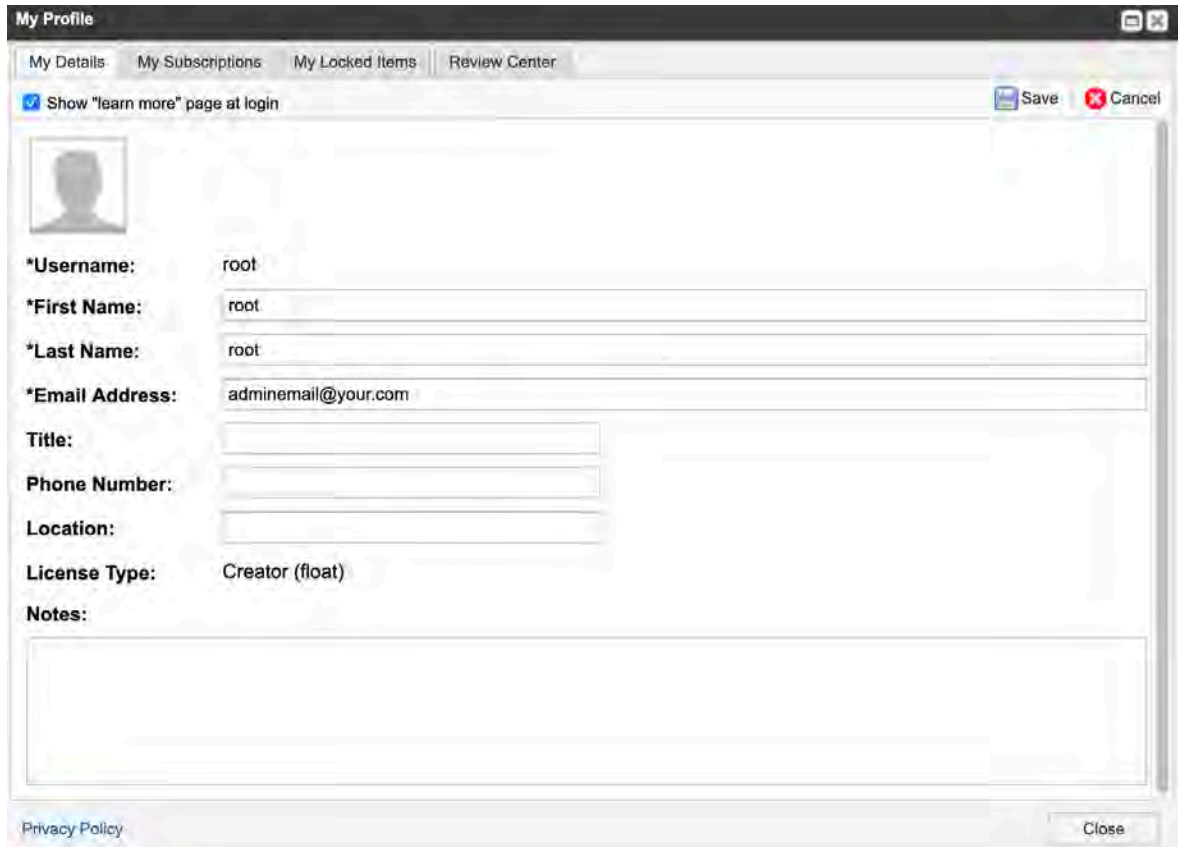 My Profile
My Details My Subscriptions My Locked Items Review Center
Show "learn more" page at login Save Cancel
*Username: root
*First Name: root
*Last Name: root
*Email Address: adminemail@your.com
Title:
Phone Number:
Location:
License Type: Creator (float)
Notes:
Privacy Policy Close